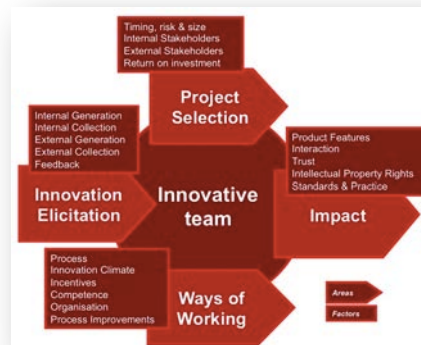 Timing, risk & size
Internal Stakeholders
External Stakeholders
Return on investment
Project
Selection
Internal Generation
Internal Collection
External Generation
External Collection
Feedback
Innovation
Elicitation
Innovative
team
Product Features
Interaction
Trust
Intellectual Property Rights
Standards & Practice
Impact
Process
Innovation Climate
Incentives
Competence
Organisation
Process Improvements
Ways of
Working
Areas
Factors